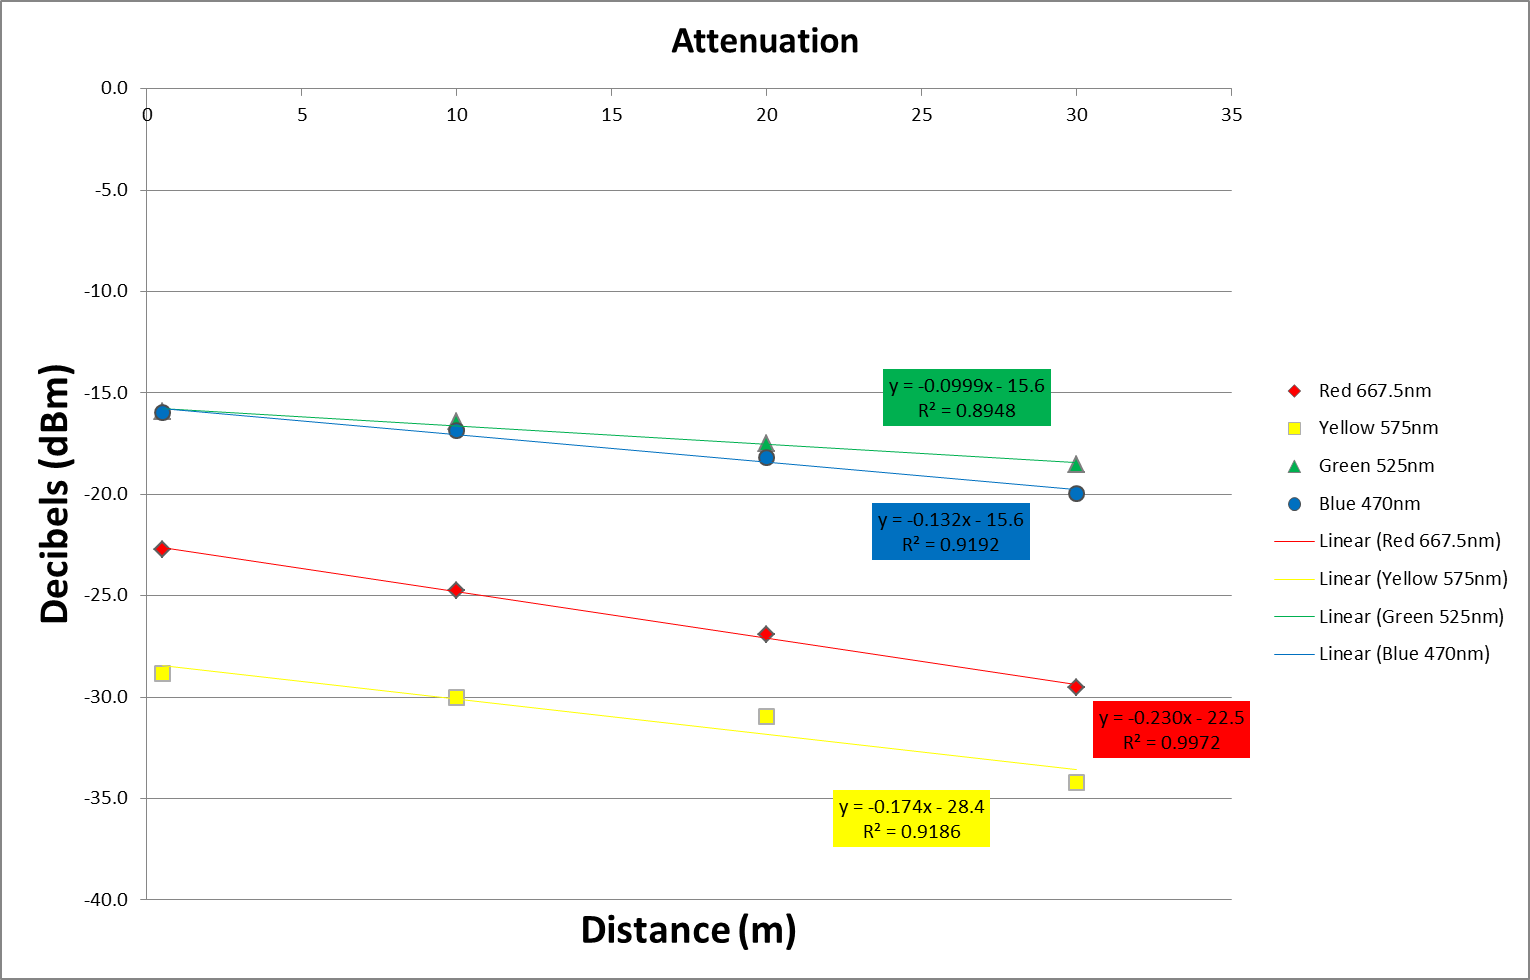 Attenuation
0.0
0 5 10 15 20 25 30 35
-5.0
-10.0
-15.0
-20.0
-25.0
-30.0
-35.0
-40.0
Decibels (dBm)
Distance (m)
y = -0.0999x - 15.6
R² = 0.8948
y = -0.132x - 15.6
R² = 0.9192
y = -0.230x - 22.5
R² = 0.9972
y = -0.174x - 28.4
R² = 0.9186
Red 667.5nm
Yellow 575nm
Green 525nm
Blue 470nm
Linear (Red 667.5nm)
Linear (Yellow 575nm)
Linear (Green 525nm)
Linear (Blue 470nm)